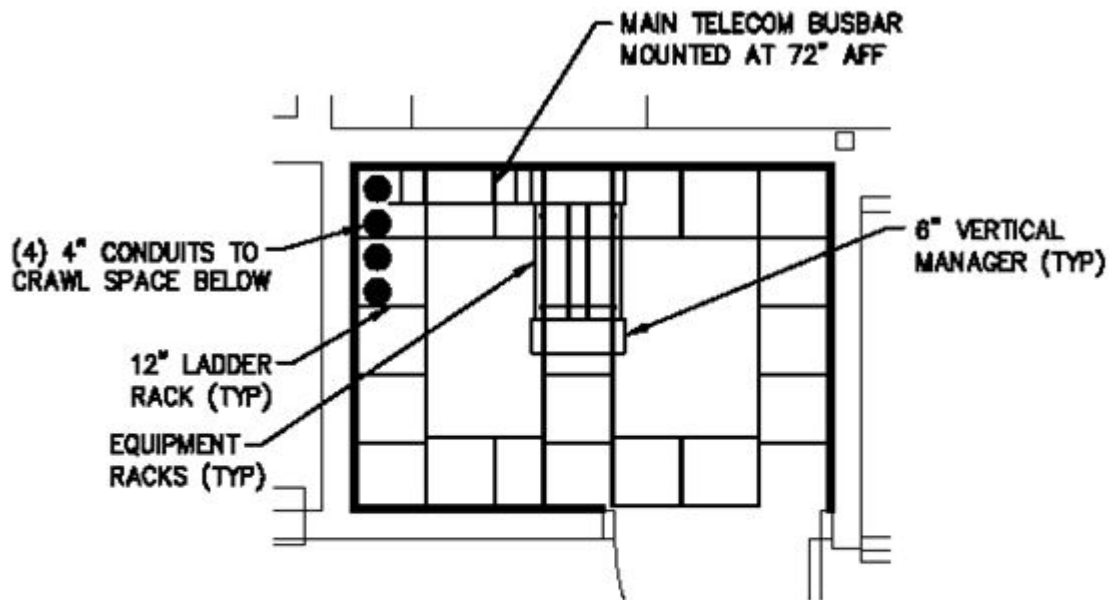 MAIN TELECOM BUSBAR
MOUNTED AT 72" AFF
(4) 4" CONDUITS TO
CRAWL SPACE BELOW
6" VERTICAL
MANAGER (TYP)
12" LADDER
RACK (TYP)
EQUIPMENT
RACKS (TYP)